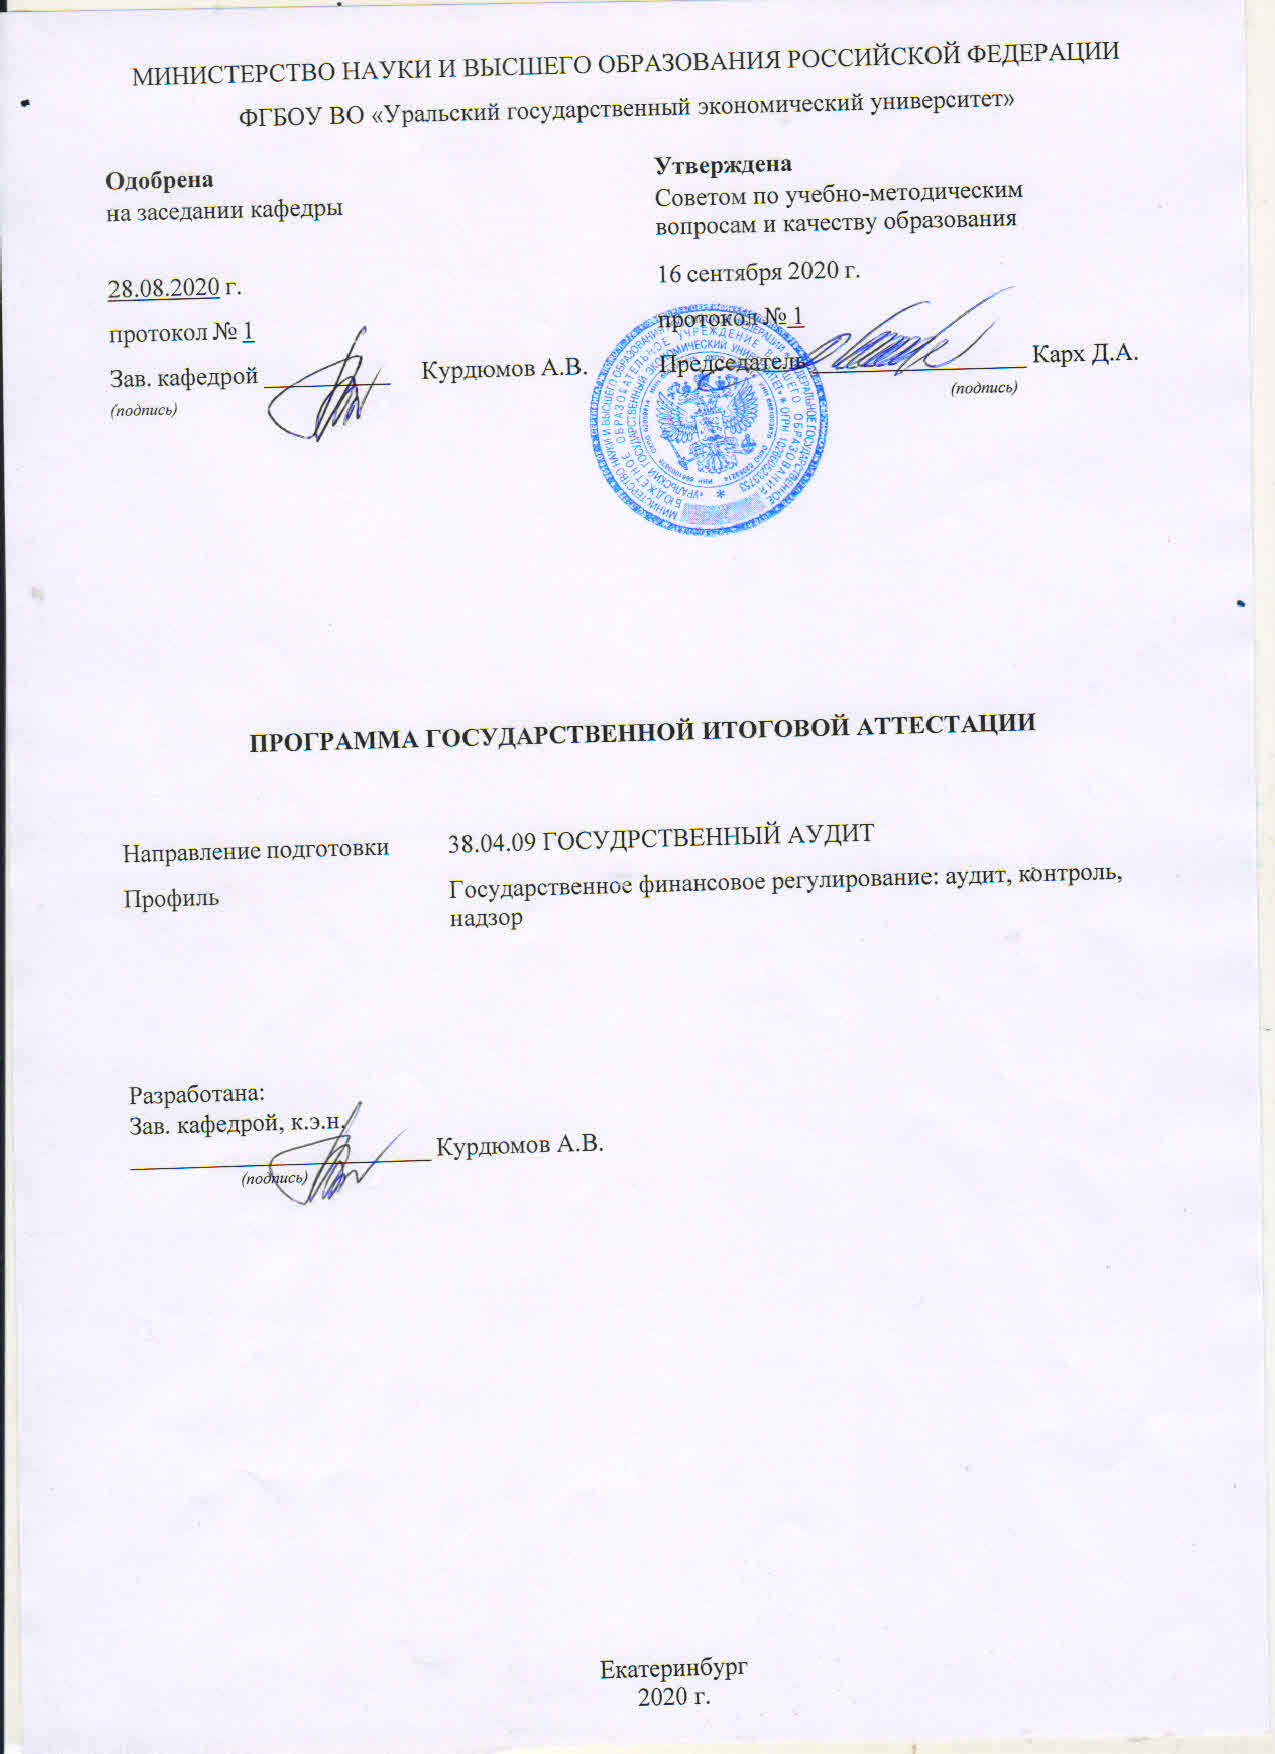 МИНИСТЕРСТВО НАУКИ И ВЫСШЕГО ОБРАЗОВАНИЯ РОССИЙСКОЙ ФЕДЕРАЦИИ
ФГБОУ ВО «Уральский государственный экономический университет»
Одобрена
на заседании кафедры
28.08.2020 г.
протокол № 1
Зав. кафедрой Курдюмов А.В.
(подпись)
Утверждена
Советом по учебно-методическим
вопросам и качеству образования
16 сентября 2020 г.
протокол № 1
Председатель Карх Д.А.
(подпись)
ПРОГРАММА ГОСУДАРСТВЕННОЙ ИТОГОВОЙ АТТЕСТАЦИИ
Направление подготовки 38.04.09 ГОСУДРСТВЕННЫЙ АУДИТ
Профиль Государственное финансовое регулирование: аудит, контроль,
надзор
Разработана:
Зав. кафедрой, к.э.н,
Курдюмов А.В.
(подпись)
Екатеринбург
2020 г.